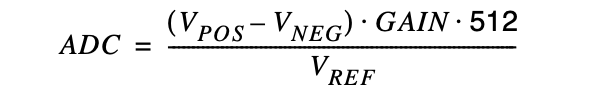 ADC = (V_POS – V_NEG) · GAIN · 512
V_REF